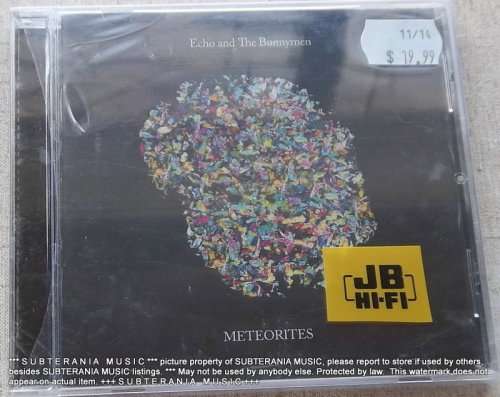 Echo and The Bunnymen
11/14
$ 19.99
JB
HI-FI
METEORITES
*** S U B T E R A N I A   M U S I C *** picture property of SUBTERANIA MUSIC, please report to store if used by others
besides SUBTERANIA MUSIC listings. *** May not be used by anybody else. Protected by law.  This watermark does not
appear on actual item. +++ S U B T E R A N I A   M U S I C +++